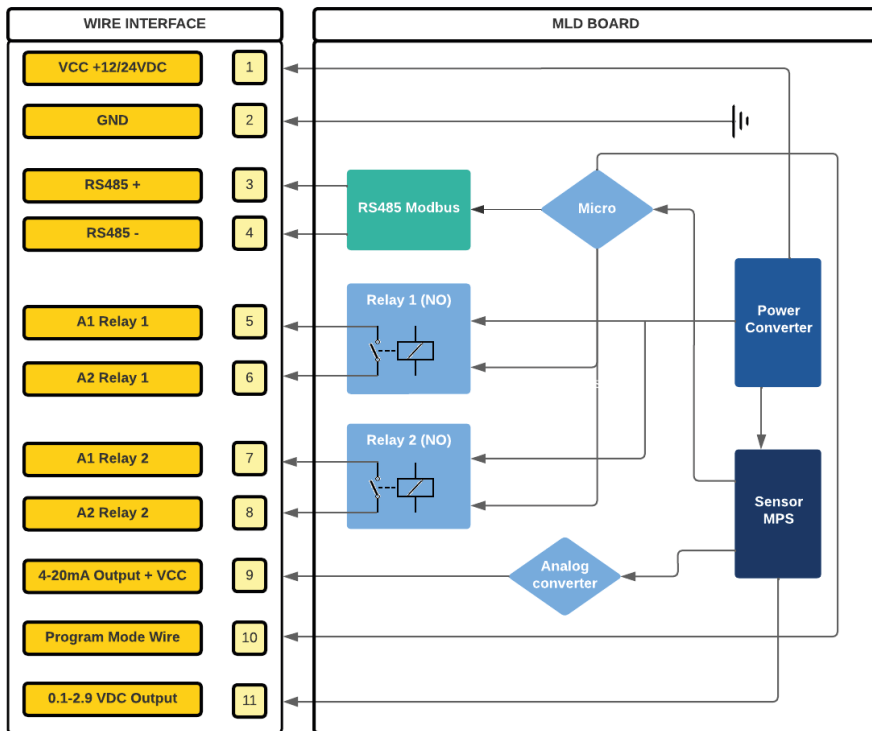 WIRE INTERFACE
MLD BOARD
VCC +12/24VDC
1
GND
2
RS485 +
3
RS485 -
4
RS485 Modbus
Micro
A1 Relay 1
5
A2 Relay 1
6
Relay 1 (NO)
Power
Converter
A1 Relay 2
7
A2 Relay 2
8
Relay 2 (NO)
Sensor
MPS
4-20mA Output + VCC
9
Analog
converter
Program Mode Wire
10
0.1-2.9 VDC Output
11